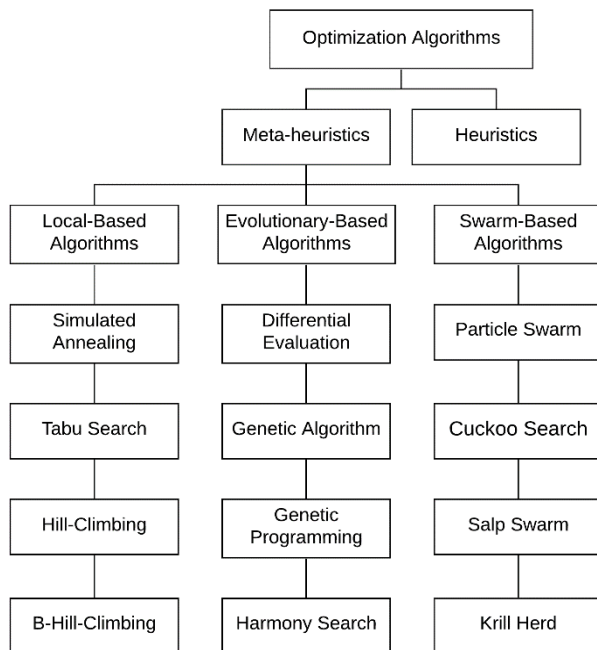 Optimization Algorithms
Meta-heuristics
Heuristics
Local-Based
Algorithms
Evolutionary-Based
Algorithms
Swarm-Based
Algorithms
Simulated
Annealing
Differential
Evaluation
Particle Swarm
Tabu Search
Genetic Algorithm
Cuckoo Search
Hill-Climbing
Genetic
Programming
Salp Swarm
B-Hill-Climbing
Harmony Search
Krill Herd